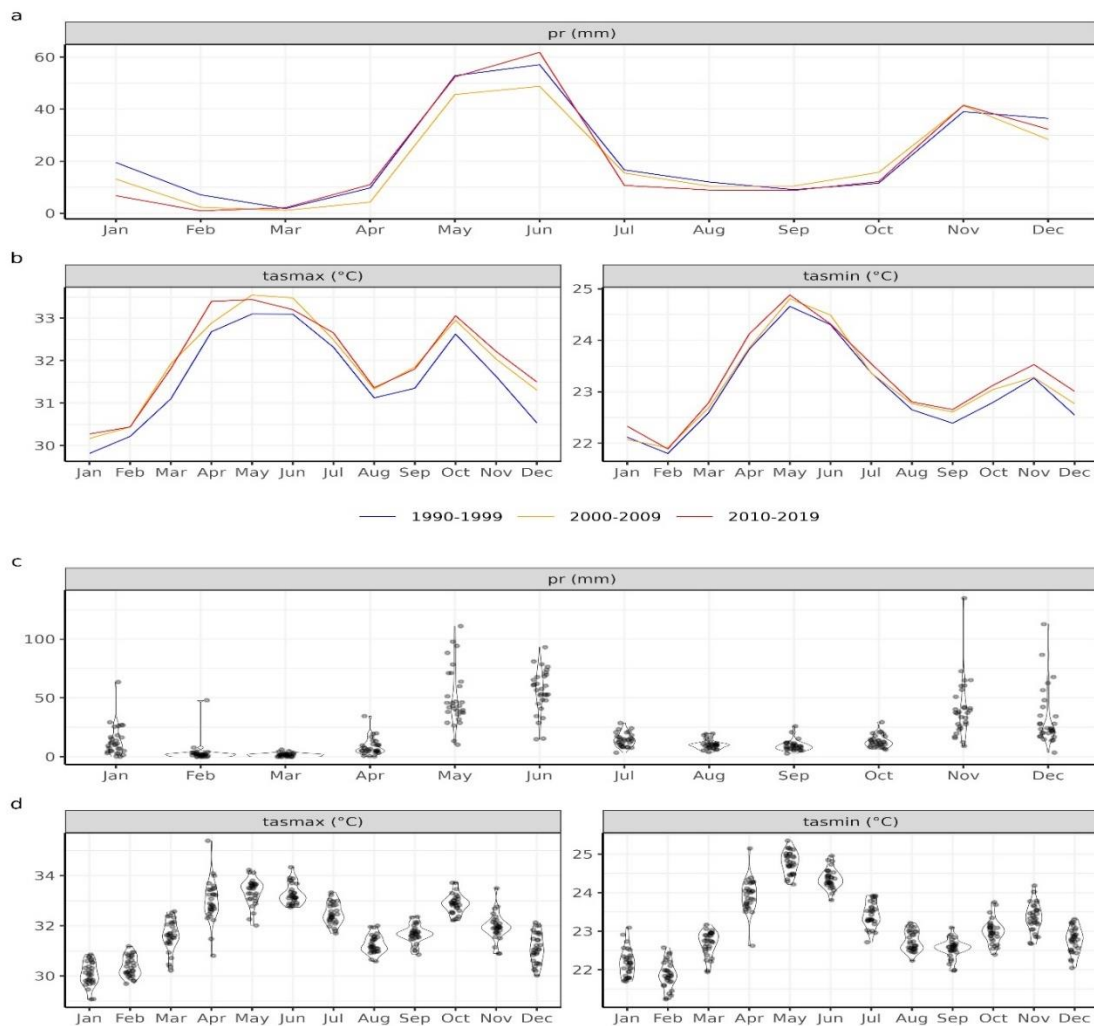 a
pr (mm)
60
40
20
0
Jan Feb Mar Apr May Jun Jul Aug Sep Oct Nov Dec
b
tasmax (°C)
33
32
31
30
Jan Feb Mar Apr May Jun Jul Aug Sep Oct Nov Dec
tasmin (°C)
25
24
23
22
Jan Feb Mar Apr May Jun Jul Aug Sep Oct Nov Dec
1990-1999 2000-2009 2010-2019
c
pr (mm)
100
50
0
Jan Feb Mar Apr May Jun Jul Aug Sep Oct Nov Dec
d
tasmax (°C)
34
32
30
Jan Feb Mar Apr May Jun Jul Aug Sep Oct Nov Dec
tasmin (°C)
25
24
23
22
Jan Feb Mar Apr May Jun Jul Aug Sep Oct Nov Dec